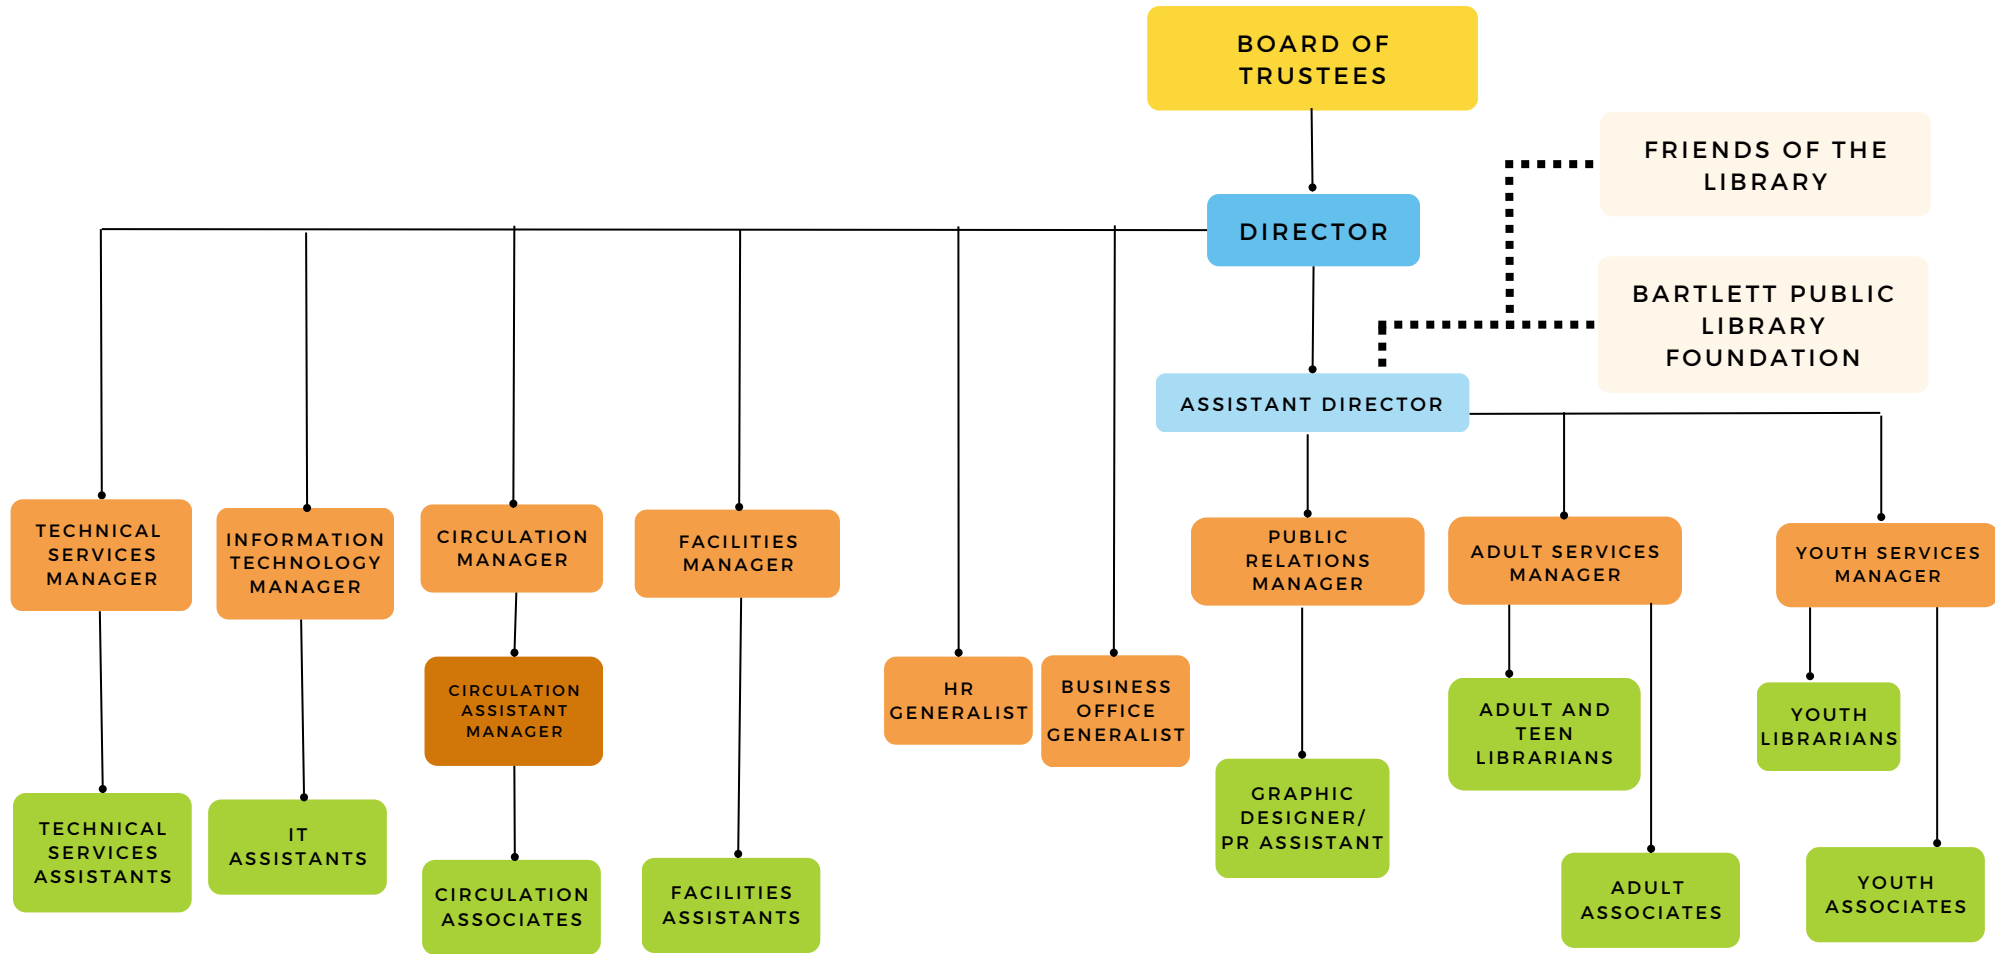 BOARD OF
TRUSTEES
FRIENDS OF THE
LIBRARY
DIRECTOR
BARTLETT PUBLIC
LIBRARY
FOUNDATION
ASSISTANT DIRECTOR
TECHNICAL
SERVICES
MANAGER
INFORMATION
TECHNOLOGY
MANAGER
CIRCULATION
MANAGER
FACILITIES
MANAGER
PUBLIC
RELATIONS
MANAGER
ADULT SERVICES
MANAGER
YOUTH SERVICES
MANAGER
CIRCULATION
ASSISTANT
MANAGER
HR
GENERALIST
BUSINESS
OFFICE
GENERALIST
ADULT AND
TEEN
LIBRARIANS
YOUTH
LIBRARIANS
TECHNICAL
SERVICES
ASSISTANTS
IT
ASSISTANTS
CIRCULATION
ASSOCIATES
FACILITIES
ASSISTANTS
GRAPHIC
DESIGNER/
PR ASSISTANT
ADULT
ASSOCIATES
YOUTH
ASSOCIATES